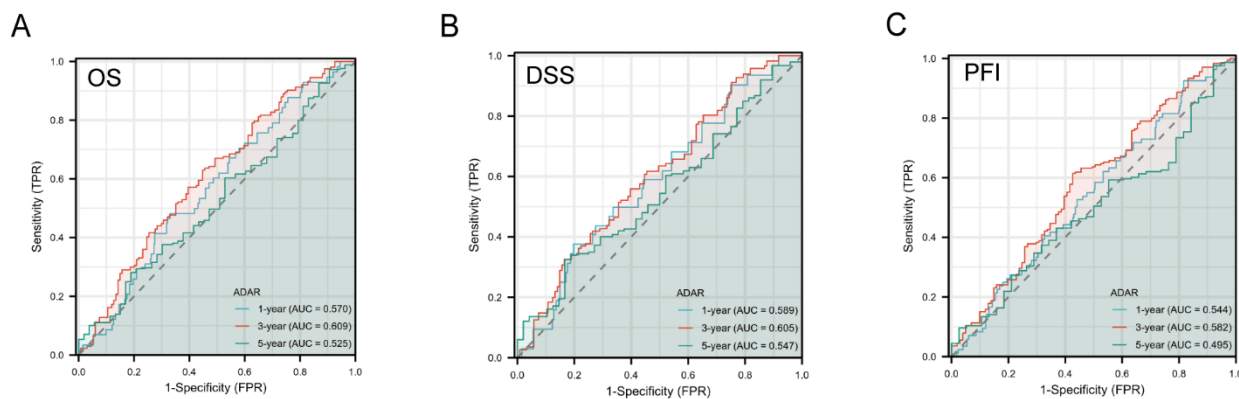 A
OS
Sensitivity (TPR)
1.0
0.8
0.6
0.4
0.2
0.0
0.0 0.2 0.4 0.6 0.8 1.0
1-Specificity (FPR)
ADAR
1-year (AUC = 0.570)
3-year (AUC = 0.609)
5-year (AUC = 0.525)
B
DSS
Sensitivity (TPR)
1.0
0.8
0.6
0.4
0.2
0.0
0.0 0.2 0.4 0.6 0.8 1.0
1-Specificity (FPR)
ADAR
1-year (AUC = 0.589)
3-year (AUC = 0.605)
5-year (AUC = 0.547)
C
PFI
Sensitivity (TPR)
1.0
0.8
0.6
0.4
0.2
0.0
0.0 0.2 0.4 0.6 0.8 1.0
1-Specificity (FPR)
ADAR
1-year (AUC = 0.544)
3-year (AUC = 0.582)
5-year (AUC = 0.495)